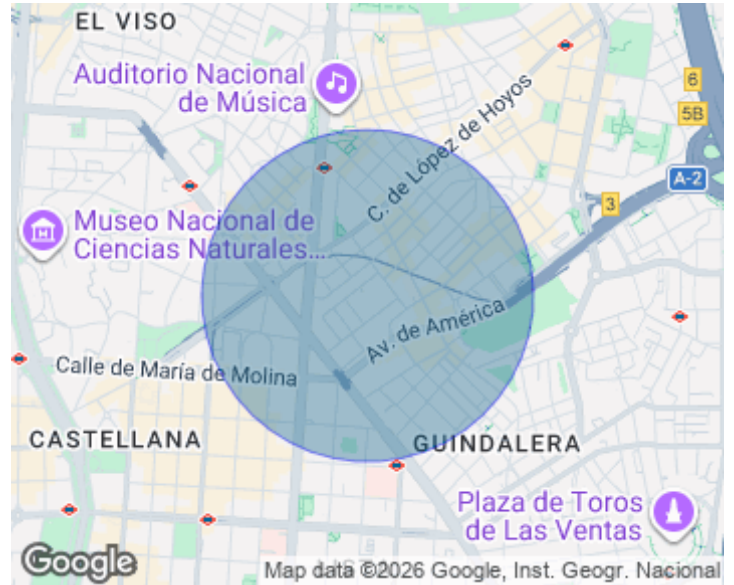 EL VISO
Auditorio Nacional
de Música
6
5B
C. de López de Hoyos
A-2
3
Museo Nacional de
Ciencias Naturales...
Av. de América
Calle de María de Molina
CASTELLANA
GUINDALERA
Plaza de Toros
de Las Ventas
Google
Map data ©2026 Google, Inst. Geogr. Nacional